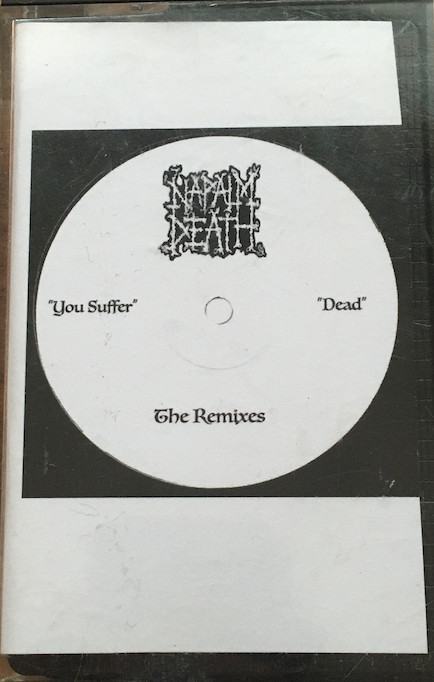 NAPALM
DEATH
"You Suffer"
"Dead"
The Remixes